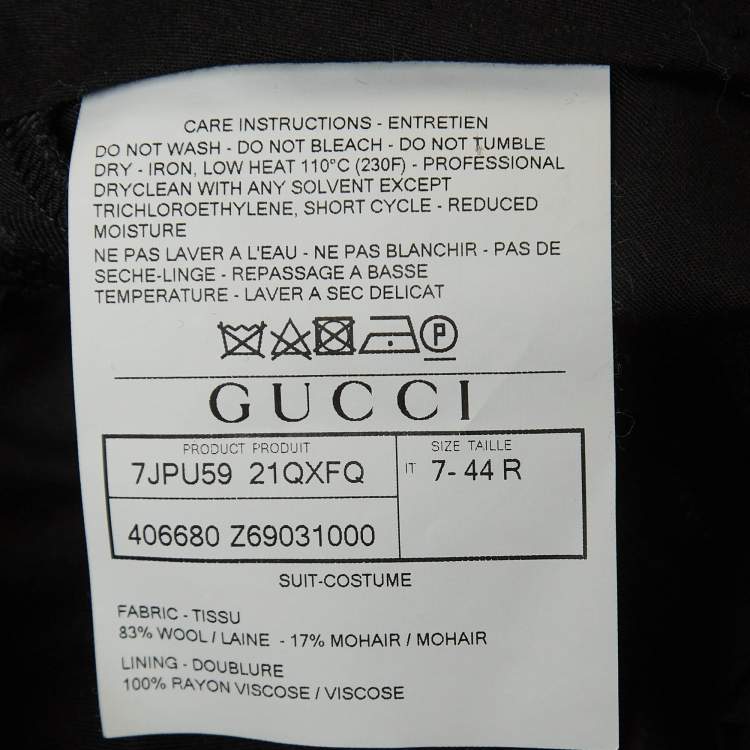 CARE INSTRUCTIONS - ENTRETIEN
DO NOT WASH - DO NOT BLEACH - DO NOT TUMBLE
DRY - IRON, LOW HEAT 110°C (230F) - PROFESSIONAL
DRYCLEAN WITH ANY SOLVENT EXCEPT
TRICHLOROETHYLENE, SHORT CYCLE - REDUCED
MOISTURE
NE PAS LAVER A L'EAU - NE PAS BLANCHIR - PAS DE
SECHE-LINGE - REPASSAGE A BASSE
TEMPERATURE - LAVER A SEC DELICAT
P
GUCCI
PRODUCT PRODUIT
7JPU59 21QXFQ
406680 Z69031000
SIZE TAILLE
IT 7- 44 R
SUIT-COSTUME
FABRIC - TISSU
83% WOOL / LAINE - 17% MOHAIR / MOHAIR
LINING - DOUBLURE
100% RAYON VISCOSE / VISCOSE